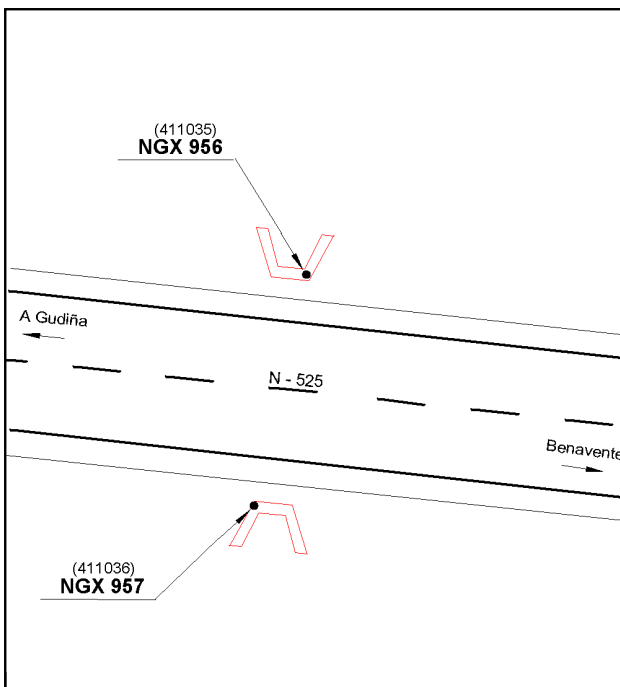 (411035)
NGX 956
A Gudiña
N - 525
Benavente
(411036)
NGX 957